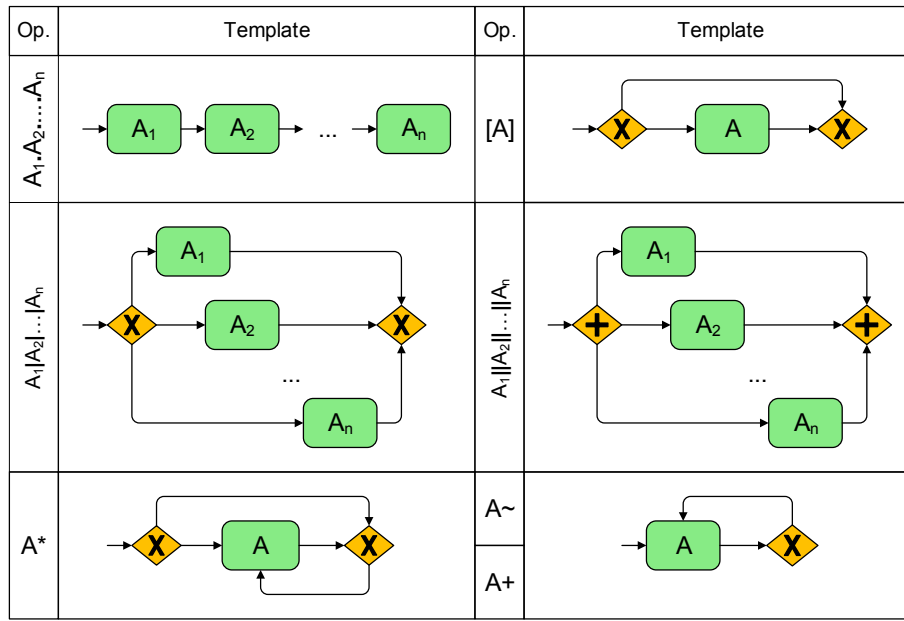 Op. Template Op. Template
A₁.A₂.….Aₙ
A₁ A₂ ... Aₙ
[A]
X A X
A₁|A₂|…|Aₙ
A₁
X A₂ X
...
Aₙ
A₁||A₂||…||Aₙ
A₁
+ A₂ +
...
Aₙ
A*
X A X
A~
A+
A X